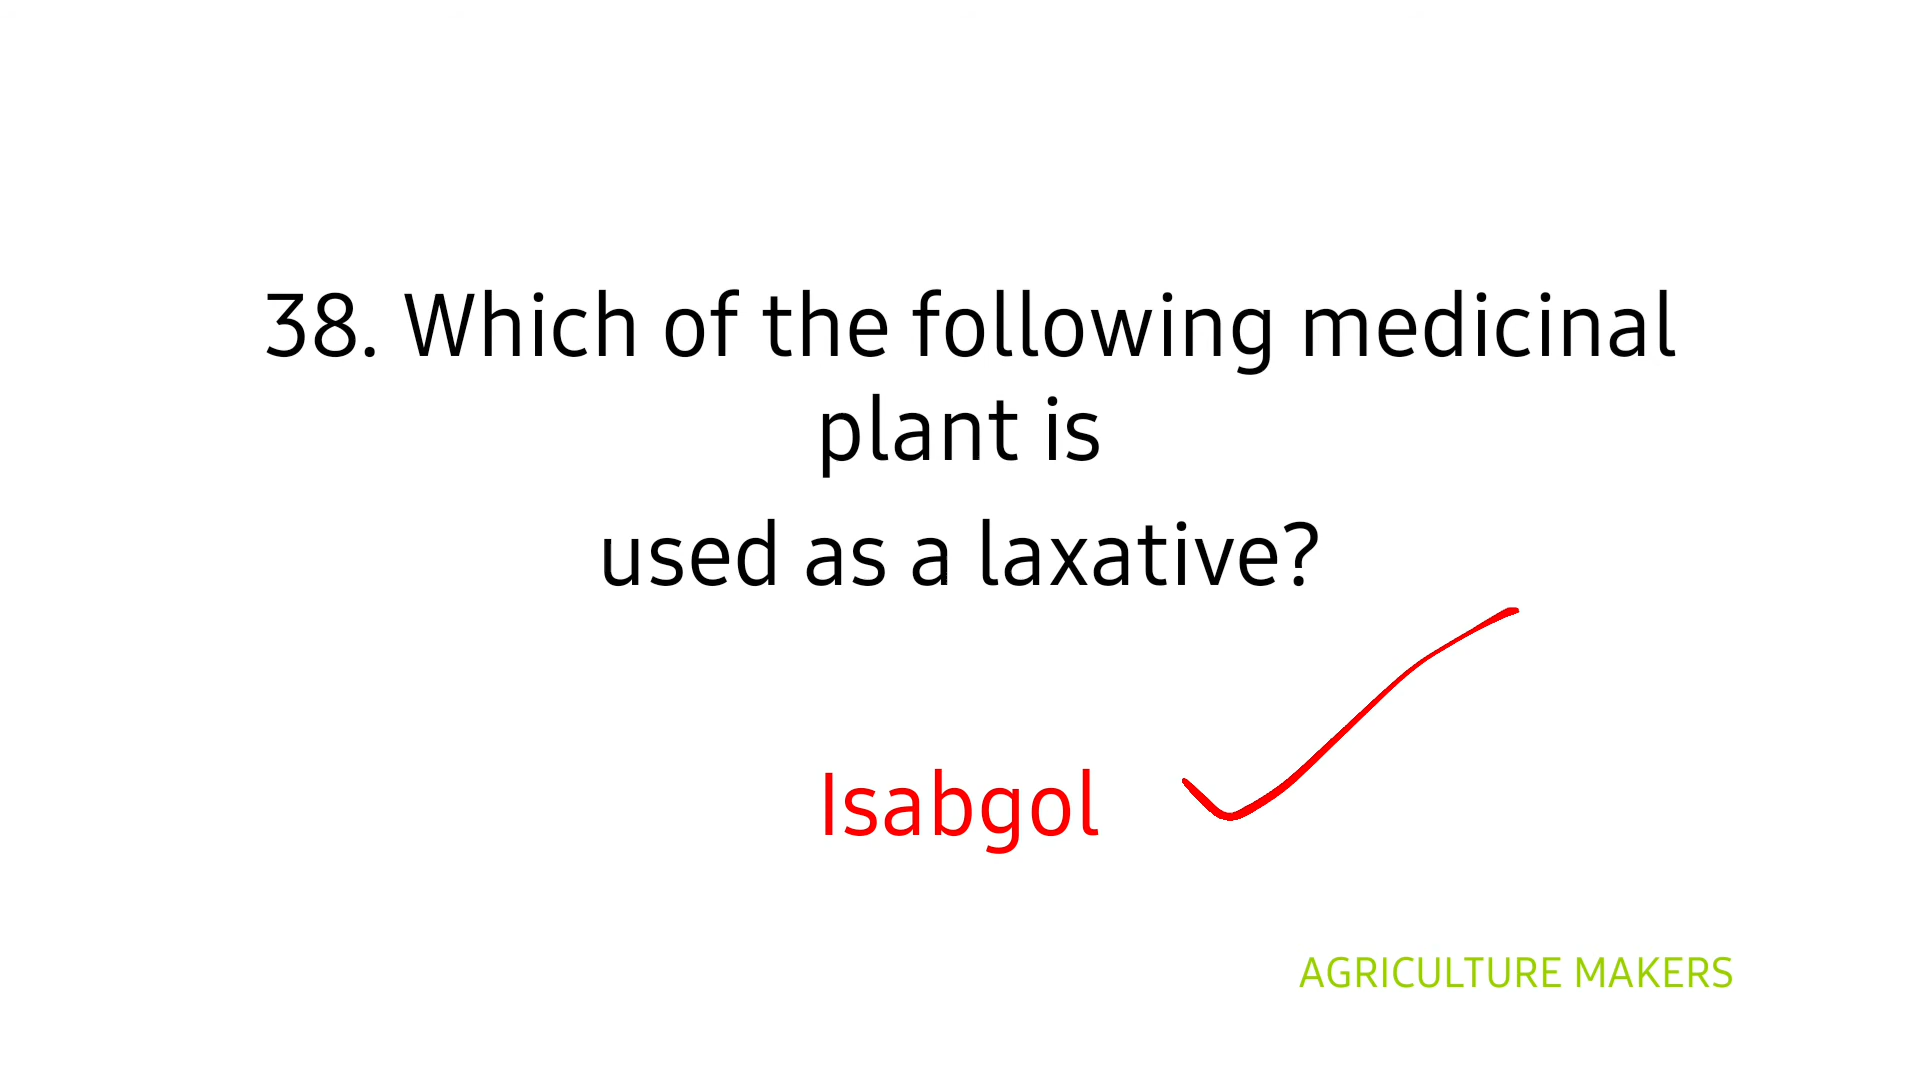 38. Which of the following medicinal
plant is
used as a laxative?
Isabgol
AGRICULTURE MAKERS